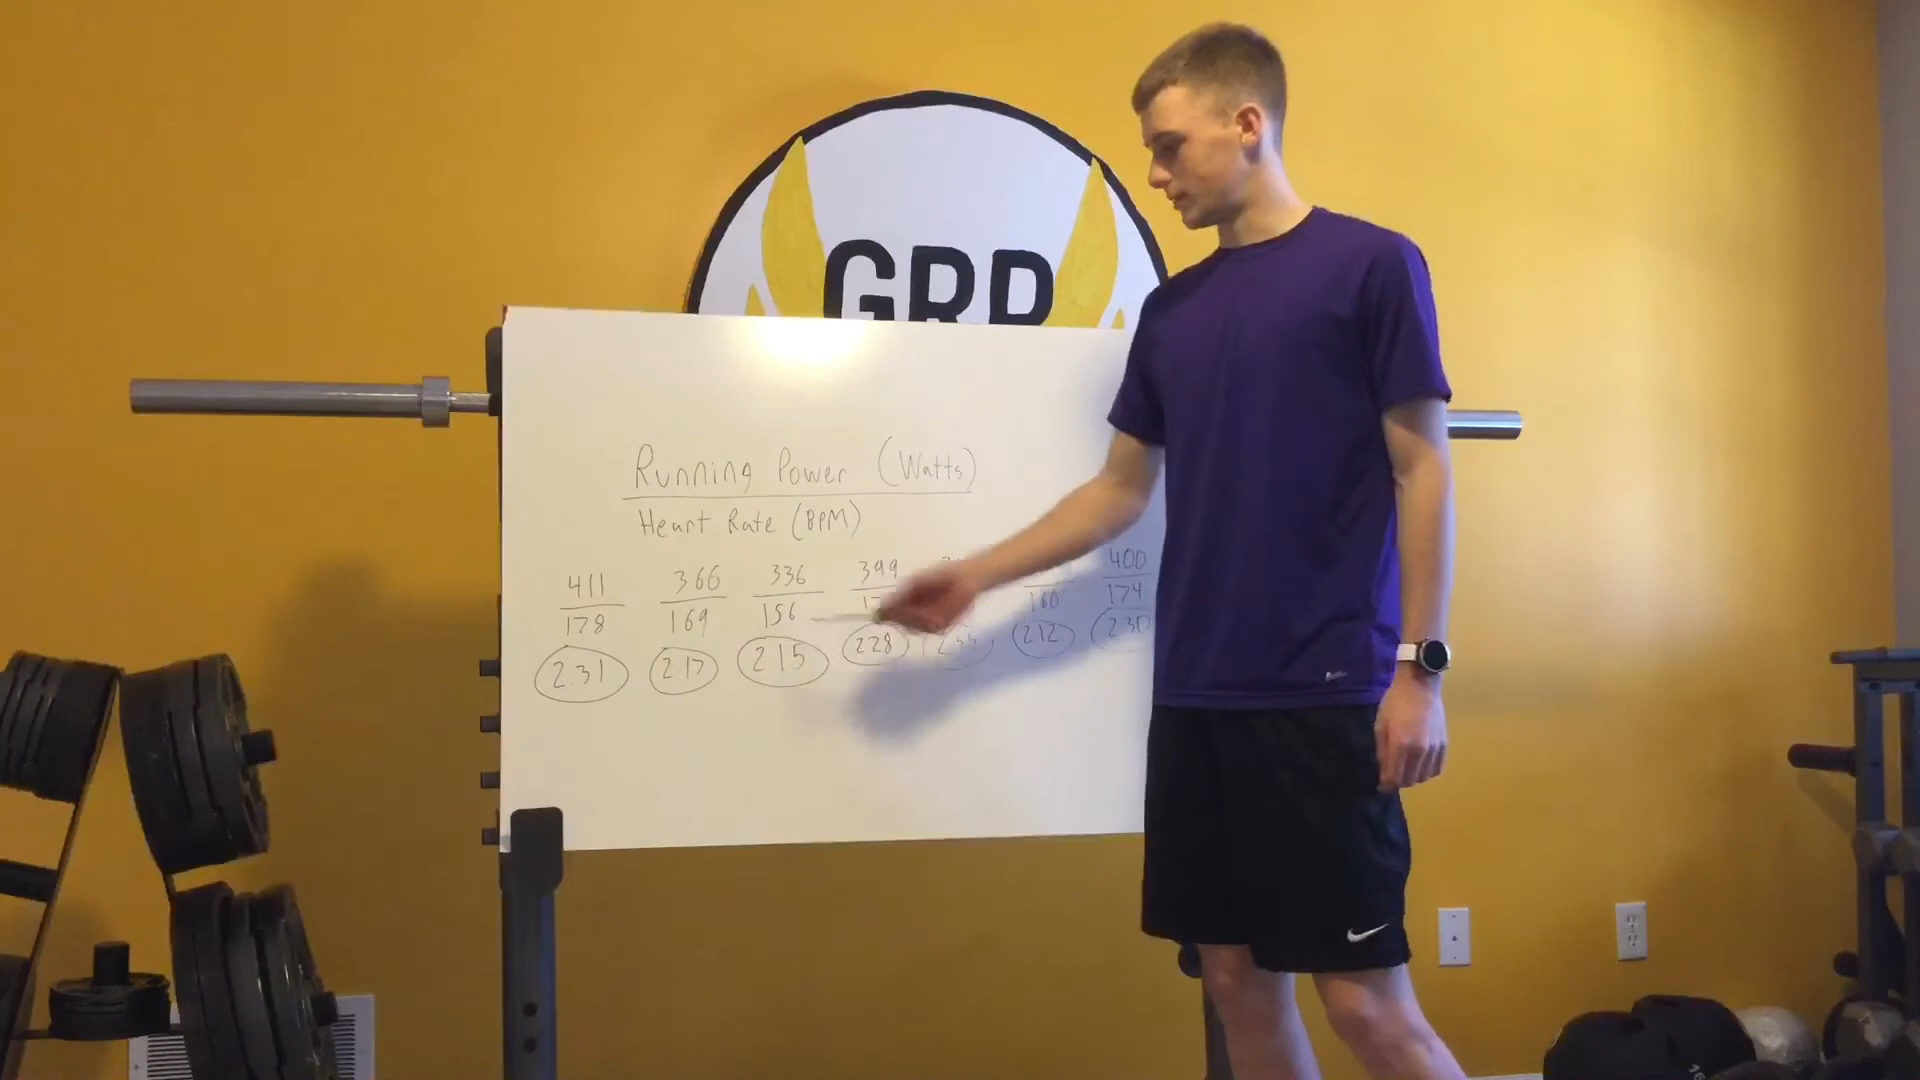 GRP
Running Power (Watts)
Heart Rate (BPM)
411 366 336 399 400
178 169 156 160 174
2.31 2.17 2.15 2.28 2.12 2.30